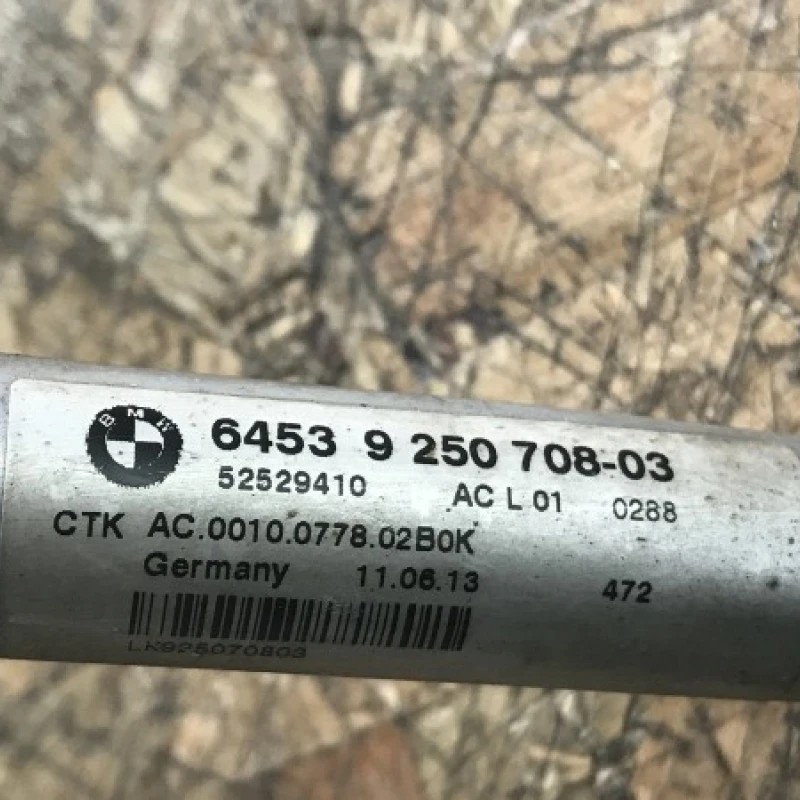 BMW
6453 9 250 708-03
52529410 AC L 01 0288
CTK AC.0010.0778.02B0K
Germany 11.06.13 472
LK925070803